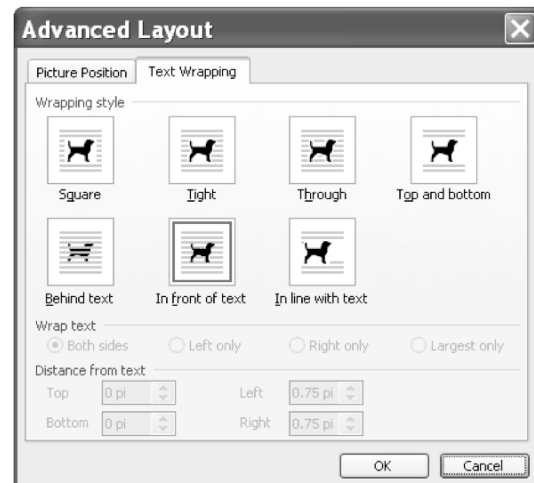 Advanced Layout
Picture Position Text Wrapping
Wrapping style
Square Tight Through Top and bottom
Behind text In front of text In line with text
Wrap text
Both sides Left only Right only Largest only
Distance from text
Top 0 pi Left 0.75 pi
Bottom 0 pi Right 0.75 pi
OK Cancel